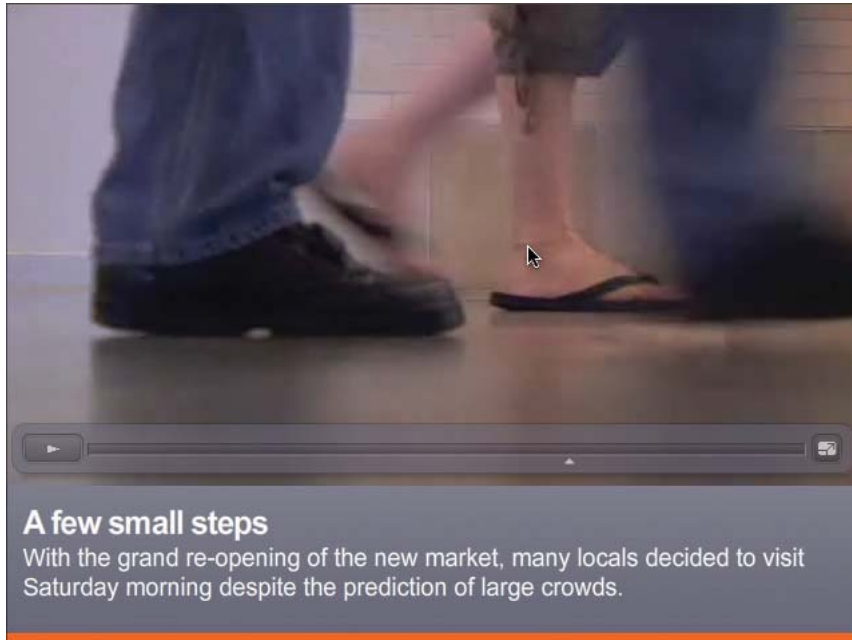 A few small steps
With the grand re-opening of the new market, many locals decided to visit
Saturday morning despite the prediction of large crowds.